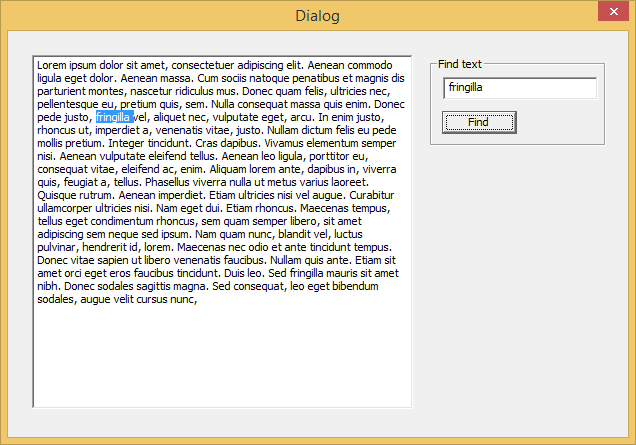 Dialog
Lorem ipsum dolor sit amet, consectetuer adipiscing elit. Aenean commodo
ligula eget dolor. Aenean massa. Cum sociis natoque penatibus et magnis dis
parturient montes, nascetur ridiculus mus. Donec quam felis, ultricies nec,
pellentesque eu, pretium quis, sem. Nulla consequat massa quis enim. Donec
pede justo, fringilla vel, aliquet nec, vulputate eget, arcu. In enim justo,
rhoncus ut, imperdiet a, venenatis vitae, justo. Nullam dictum felis eu pede
mollis pretium. Integer tincidunt. Cras dapibus. Vivamus elementum semper
nisi. Aenean vulputate eleifend tellus. Aenean leo ligula, porttitor eu,
consequat vitae, eleifend ac, enim. Aliquam lorem ante, dapibus in, viverra
quis, feugiat a, tellus. Phasellus viverra nulla ut metus varius laoreet.
Quisque rutrum. Aenean imperdiet. Etiam ultricies nisi vel augue. Curabitur
ullamcorper ultricies nisi. Nam eget dui. Etiam rhoncus. Maecenas tempus,
tellus eget condimentum rhoncus, sem quam semper libero, sit amet
adipiscing sem neque sed ipsum. Nam quam nunc, blandit vel, luctus
pulvinar, hendrerit id, lorem. Maecenas nec odio et ante tincidunt tempus.
Donec vitae sapien ut libero venenatis faucibus. Nullam quis ante. Etiam sit
amet orci eget eros faucibus tincidunt. Duis leo. Sed fringilla mauris sit amet
nibh. Donec sodales sagittis magna. Sed consequat, leo eget bibendum
sodales, augue velit cursus nunc,
Find text
fringilla
Find